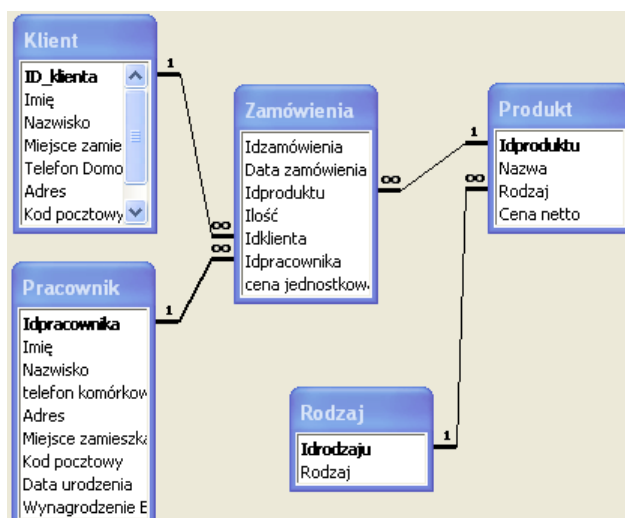 Klient
ID_klienta
Imię
Nazwisko
Miejsce zamie
Telefon Domo
Adres
Kod pocztowy
1
∞
Pracownik
Idpracownika
Imię
Nazwisko
telefon komórkow
Adres
Miejsce zamieszka
Kod pocztowy
Data urodzenia
Wynagrodzenie E
1
∞
Zamówienia
Idzamówienia
Data zamówienia
Idproduktu
Ilość
Idklienta
Idpracownika
cena jednostkow
∞
1
Produkt
Idproduktu
Nazwa
Rodzaj
Cena netto
∞
Rodzaj
Idrodzaju
Rodzaj
1